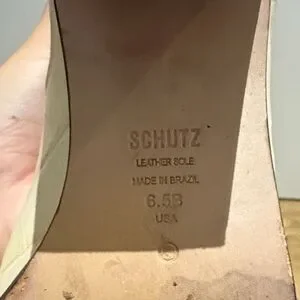 SCHUTZ
LEATHER SOLE
MADE IN BRAZIL
6.5B
USA